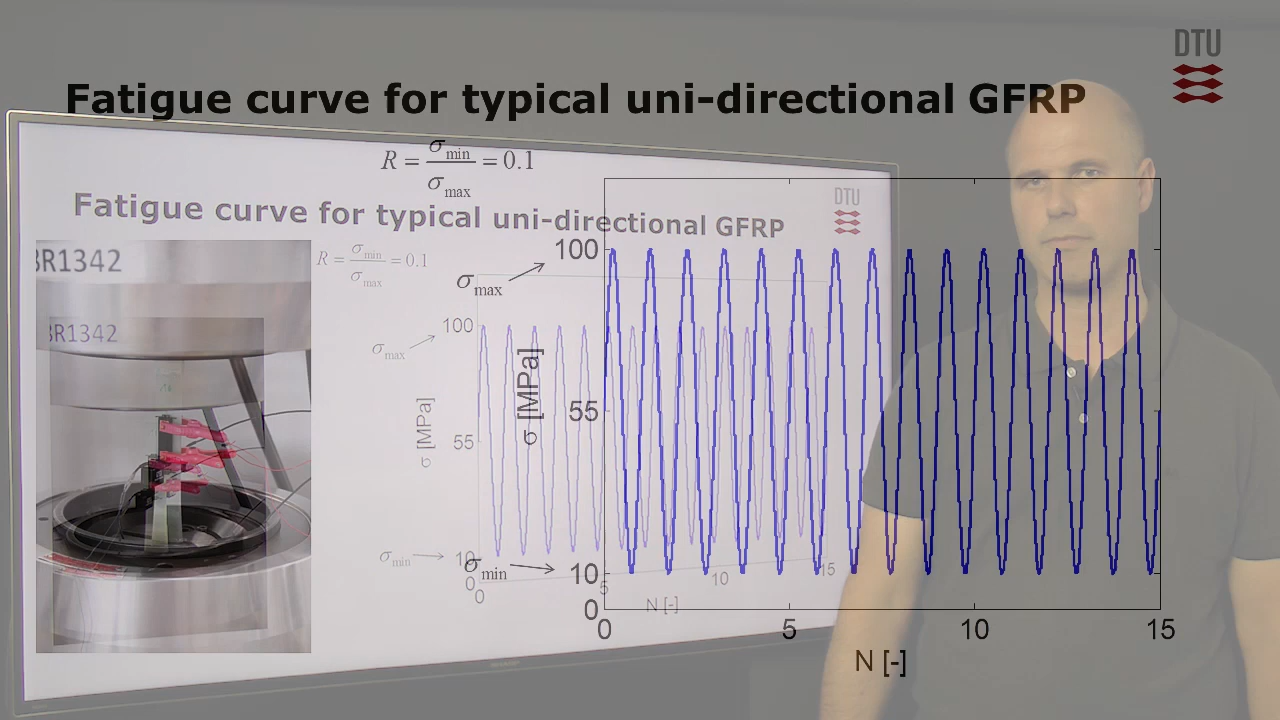 DTU
Fatigue curve for typical uni-directional GFRP
R = σmin / σmax = 0.1
DTU
Fatigue curve for typical uni-directional GFRP
R = σmin / σmax = 0.1
BR1342
BR1342
σmax
100
σmax
100
σ [MPa]
55
σ [MPa]
55
σmin
10
σmin
10
0
0
0
5
10
15
N [-]
0
5
10
15
N [-]